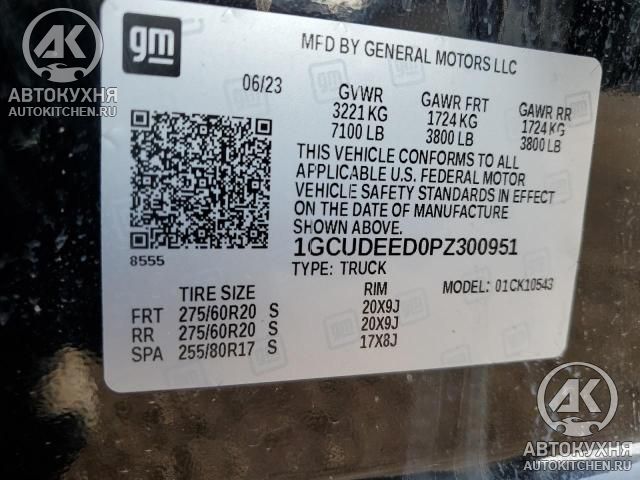 gm
MFD BY GENERAL MOTORS LLC
06/23 GVWR GAWR FRT GAWR RR
3221 KG 1724 KG 1724 KG
7100 LB 3800 LB 3800 LB
THIS VEHICLE CONFORMS TO ALL
APPLICABLE U.S. FEDERAL MOTOR
VEHICLE SAFETY STANDARDS IN EFFECT
ON THE DATE OF MANUFACTURE
SHOWN ABOVE.
8555
1GCUDEED0PZ300951
TYPE: TRUCK
MODEL: 01CK10543
TIRE SIZE RIM
FRT 275/60R20 S 20X9J
RR 275/60R20 S 20X9J
SPA 255/80R17 S 17X8J
АК
АВТОКУХНЯ
AUTOKITCHEN.RU
АК
АВТОКУХНЯ
AUTOKITCHEN.RU